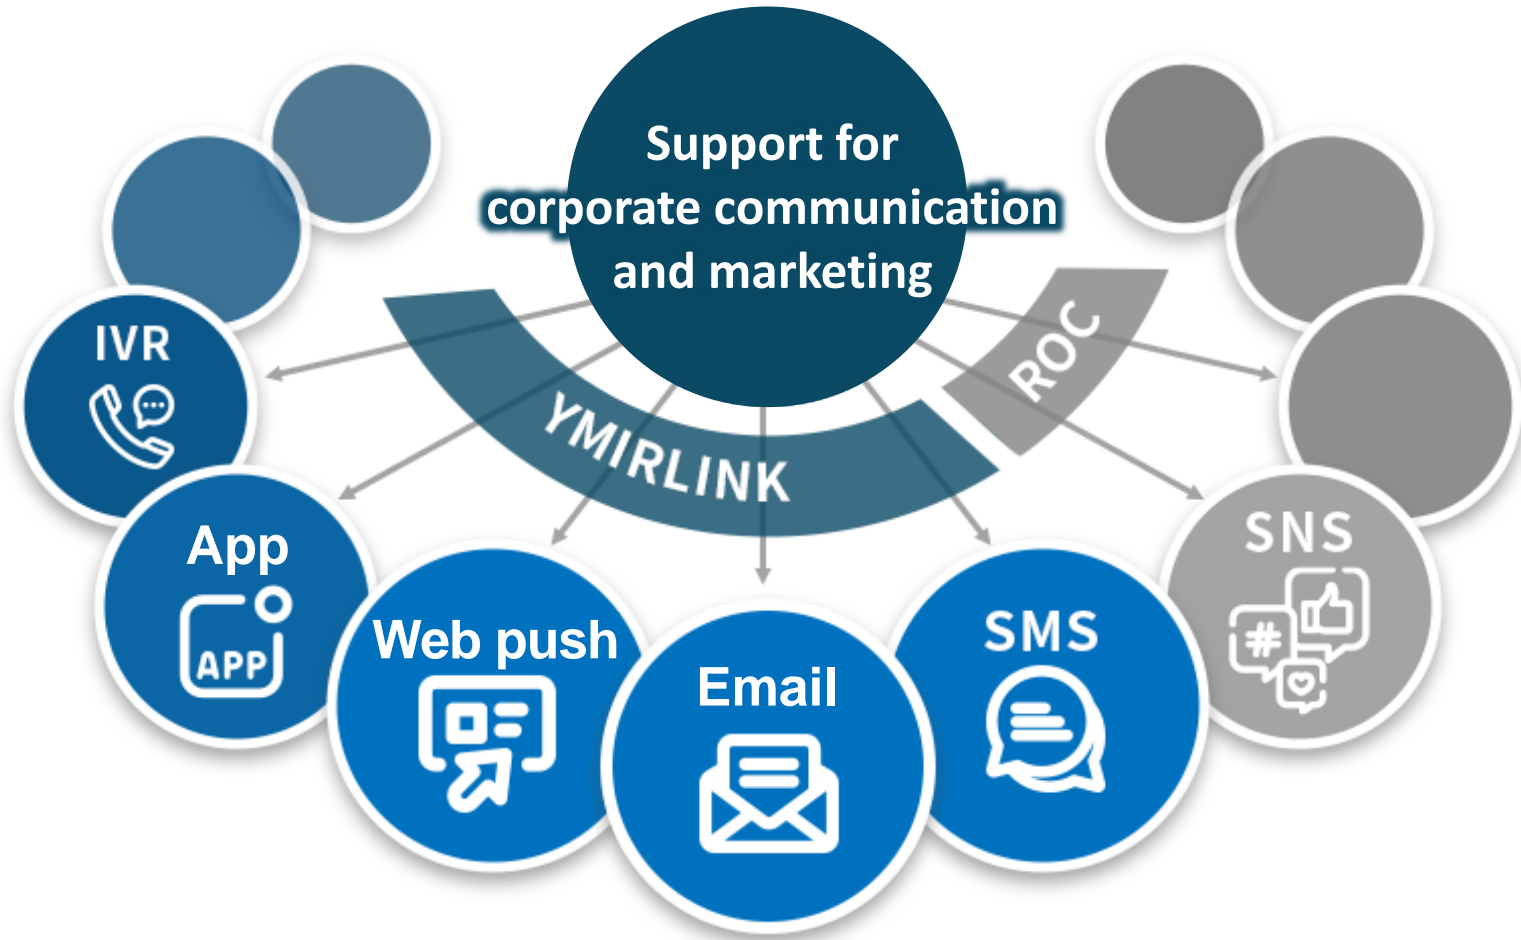 Support for
corporate communication
and marketing
YMIRLINK
ROC
IVR
App
APP
Web push
Email
SMS
SNS
#